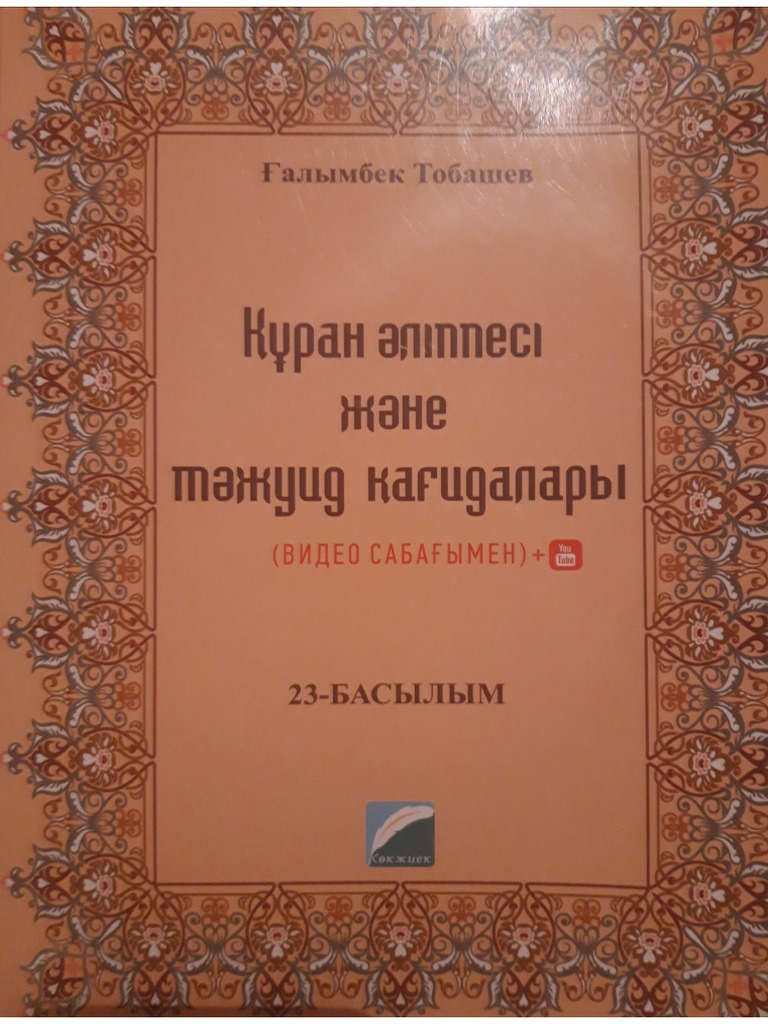 Ғалымбек Тобашев
Құран әліппесі
және
тәжуид қағидалары
(ВИДЕО САБАҒЫМЕН) + You Tube
23-БАСЫЛЫМ
Көкжиек